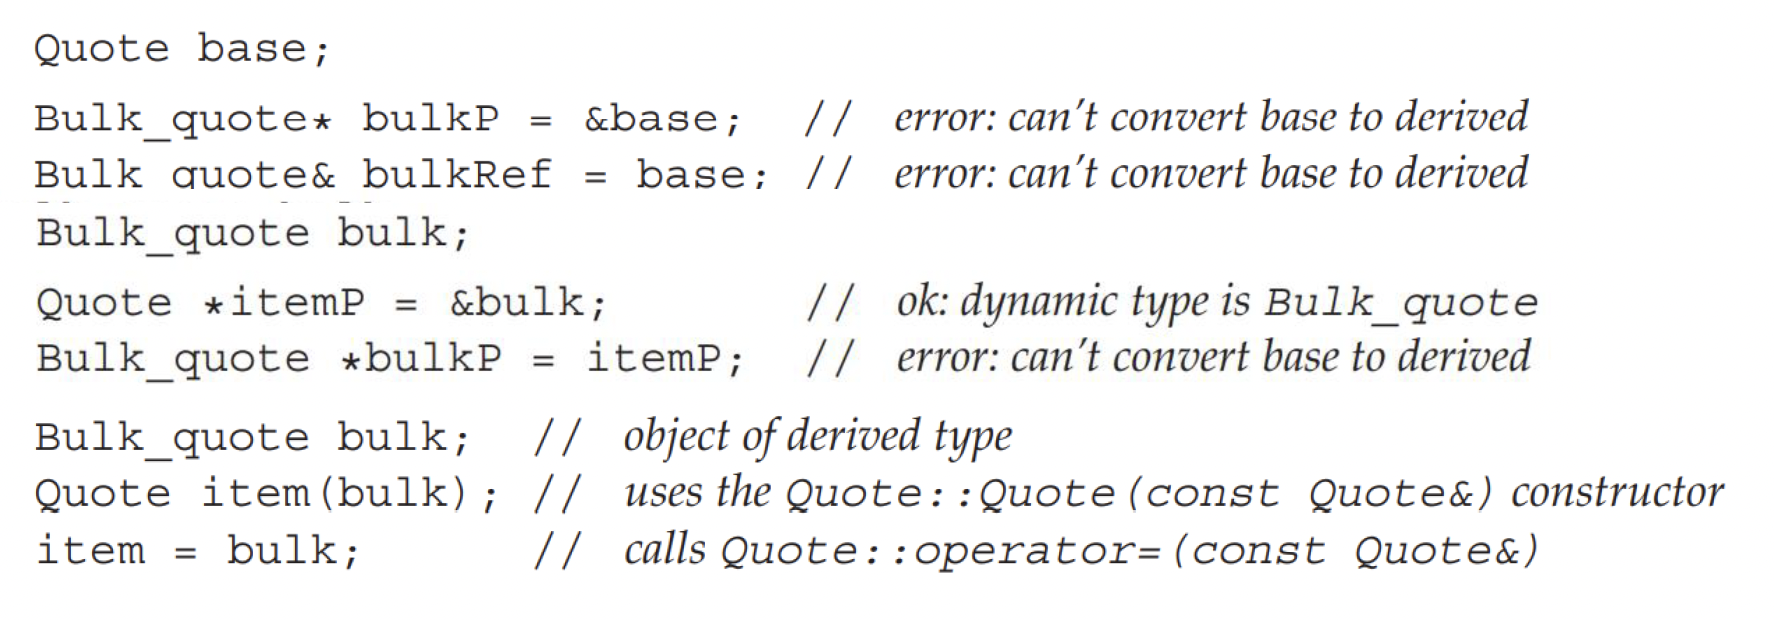 Quote base;
Bulk_quote* bulkP = &base; // error: can't convert base to derived
Bulk quote& bulkRef = base; // error: can't convert base to derived
Bulk_quote bulk;
Quote *itemP = &bulk; // ok: dynamic type is Bulk_quote
Bulk_quote *bulkP = itemP; // error: can't convert base to derived
Bulk_quote bulk; // object of derived type
Quote item(bulk); // uses the Quote::Quote(const Quote&) constructor
item = bulk; // calls Quote::operator=(const Quote&)